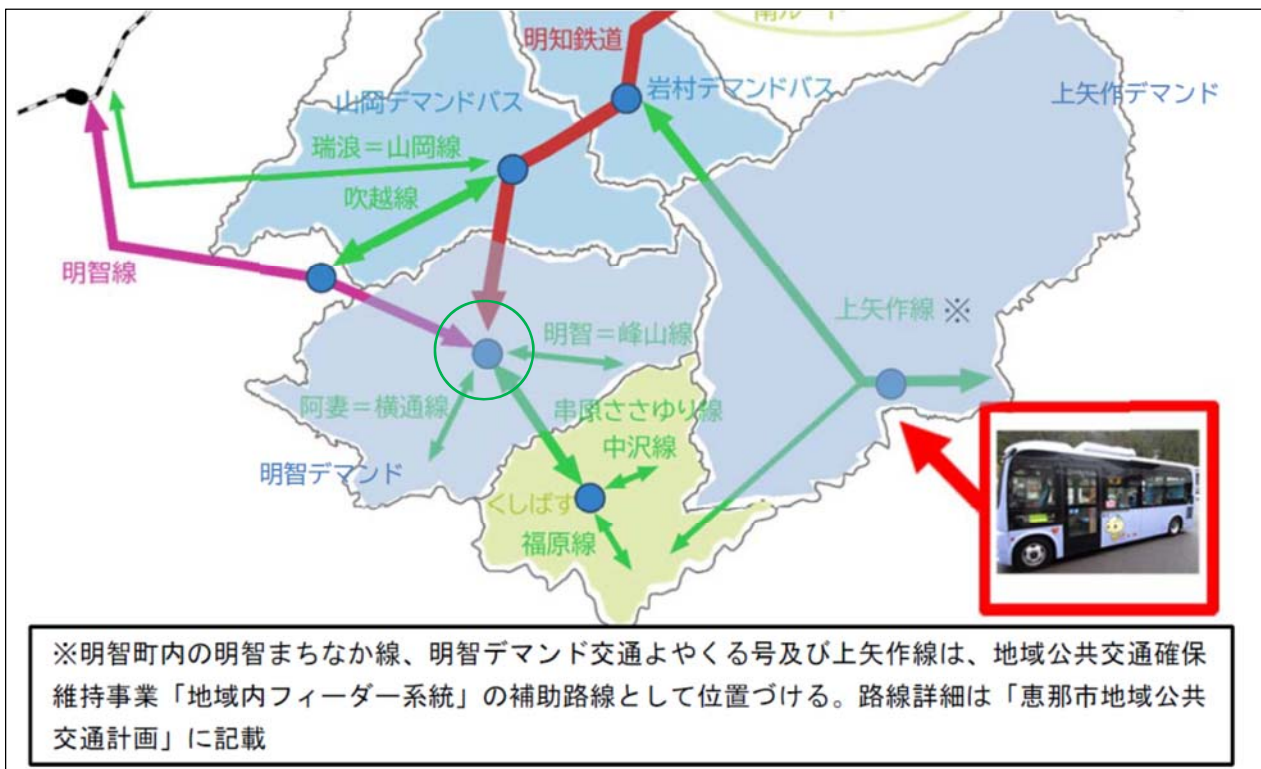 南ルート
明知鉄道
山岡デマンドバス
岩村デマンドバス
上矢作デマンド
瑞浪=山岡線
吹越線
明智線
上矢作線 ※
明智=峰山線
阿妻=横通線
串原ささゆり線
中沢線
明智デマンド
くしばす
福原線
※明智町内の明智まちなか線、明智デマンド交通よやくる号及び上矢作線は、地域公共交通確保
維持事業「地域内フィーダー系統」の補助路線として位置づける。路線詳細は「恵那市地域公共
交通計画」に記載